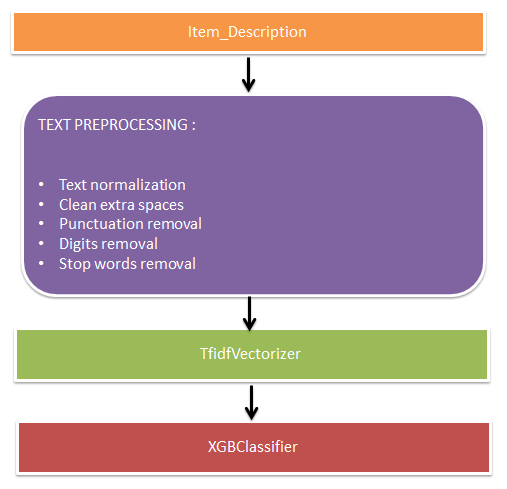 Item_Description
TEXT PREPROCESSING :
• Text normalization
• Clean extra spaces
• Punctuation removal
• Digits removal
• Stop words removal
TfidfVectorizer
XGBClassifier